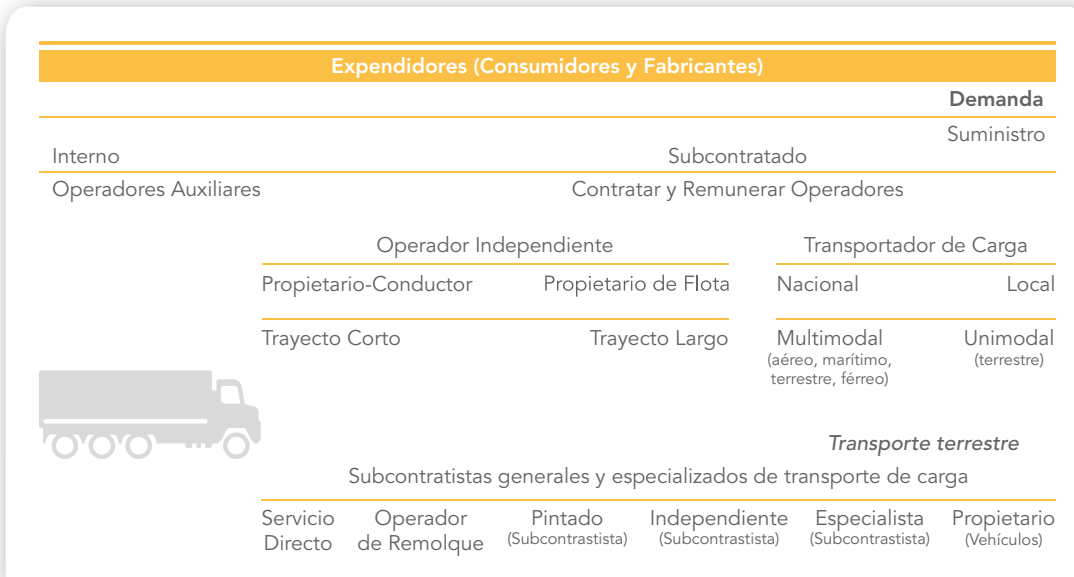 Expendidores (Consumidores y Fabricantes)
Demanda
Suministro
Interno Subcontratado
Operadores Auxiliares Contratar y Remunerar Operadores
Operador Independiente Transportador de Carga
Propietario-Conductor Propietario de Flota Nacional Local
Trayecto Corto Trayecto Largo Multimodal Unimodal
(aéreo, marítimo, (terrestre)
terrestre, férreo)
Transporte terrestre
Subcontratistas generales y especializados de transporte de carga
Servicio Operador Pintado Independiente Especialista Propietario
Directo de Remolque (Subcontrastista) (Subcontrastista) (Subcontrastista) (Vehículos)